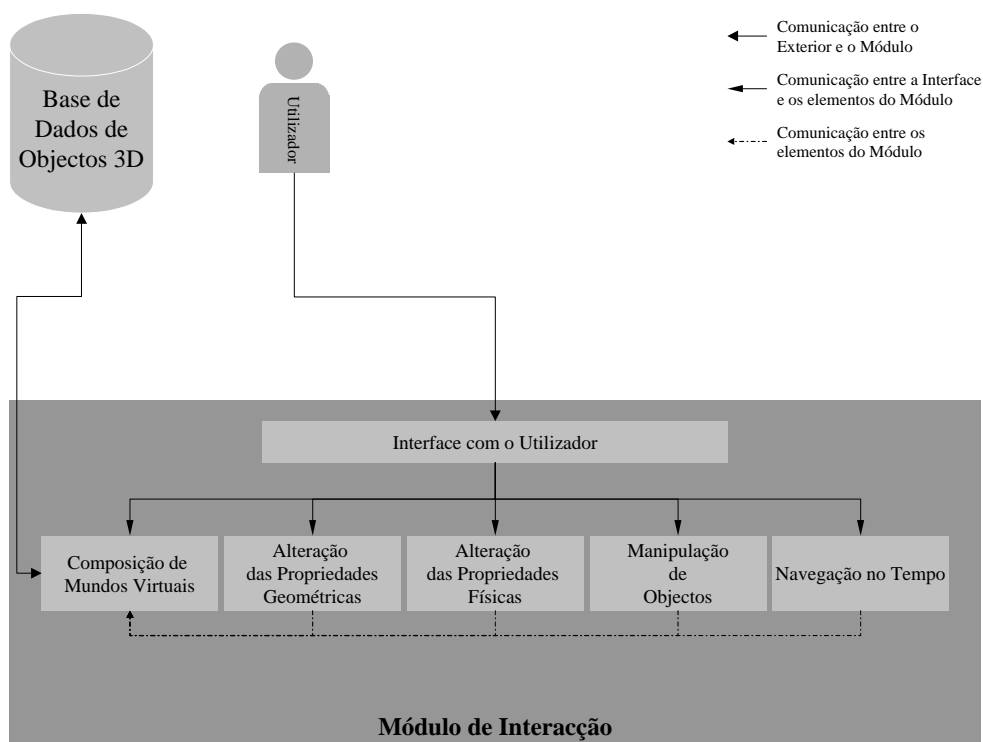 Base de
Dados de
Objectos 3D
Utilizador
Comunicação entre o
Exterior e o Módulo
Comunicação entre a Interface
e os elementos do Módulo
Comunicação entre os
elementos do Módulo
Interface com o Utilizador
Composição de
Mundos Virtuais
Alteração
das Propriedades
Geométricas
Alteração
das Propriedades
Físicas
Manipulação
de
Objectos
Navegação no Tempo
Módulo de Interacção